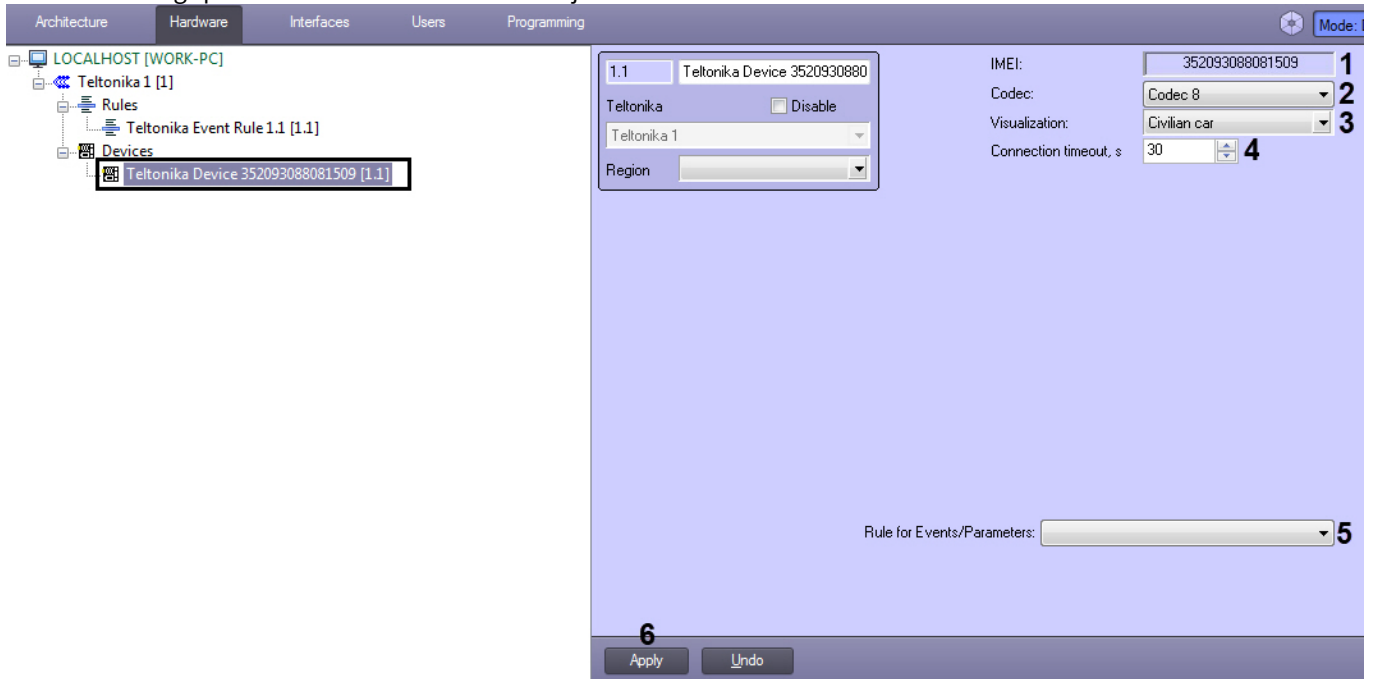 Architecture Hardware Interfaces Users Programming Mode:
LOCALHOST [WORK-PC]
Teltonika 1 [1]
Rules
Teltonika Event Rule 1.1 [1.1]
Devices
Teltonika Device 352093088081509 [1.1]
1.1 Teltonika Device 3520930880
Teltonika Disable
Teltonika 1
Region
IMEI: 352093088081509 1
Codec: Codec 8 2
Visualization: Civilian car 3
Connection timeout, s 30 4
Rule for Events/Parameters: 5
6
Apply Undo